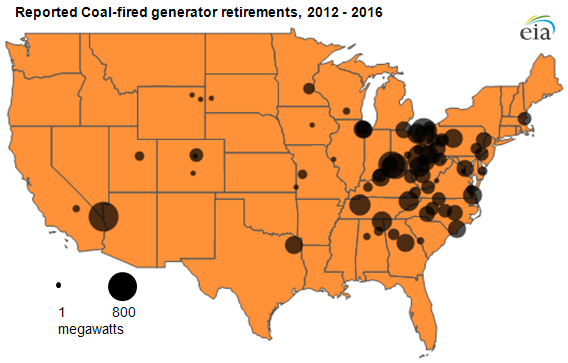 Reported Coal-fired generator retirements, 2012 - 2016
eia
1 800
megawatts